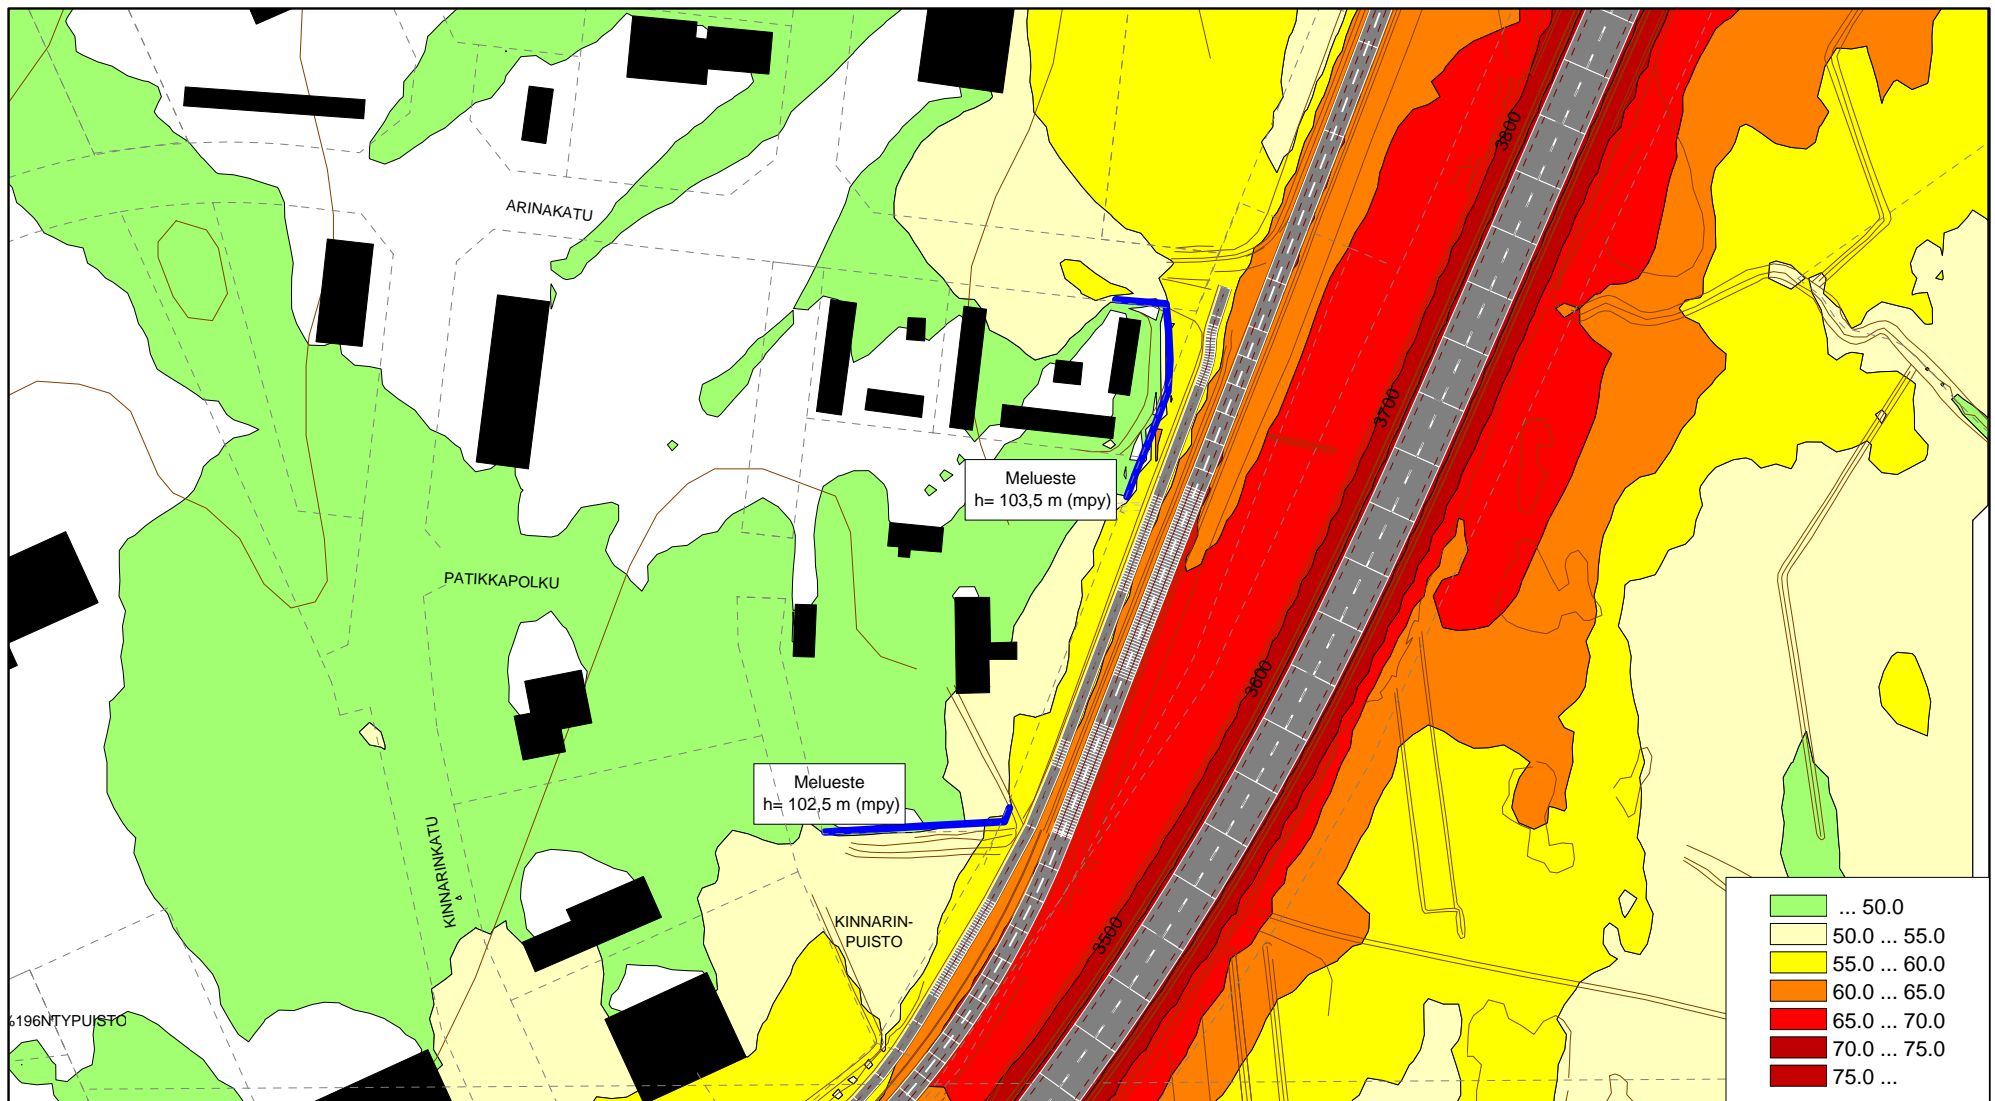 3800
ARINAKATU
3700
Melueste
h= 103,5 m (mpy)
PATIKKAPOLKU
3600
Melueste
h= 102,5 m (mpy)
KINNARINKATU
KINNARIN-
PUISTO
3500
%196NTYPUISTO
... 50.0
50.0 ... 55.0
55.0 ... 60.0
60.0 ... 65.0
65.0 ... 70.0
70.0 ... 75.0
75.0 ...